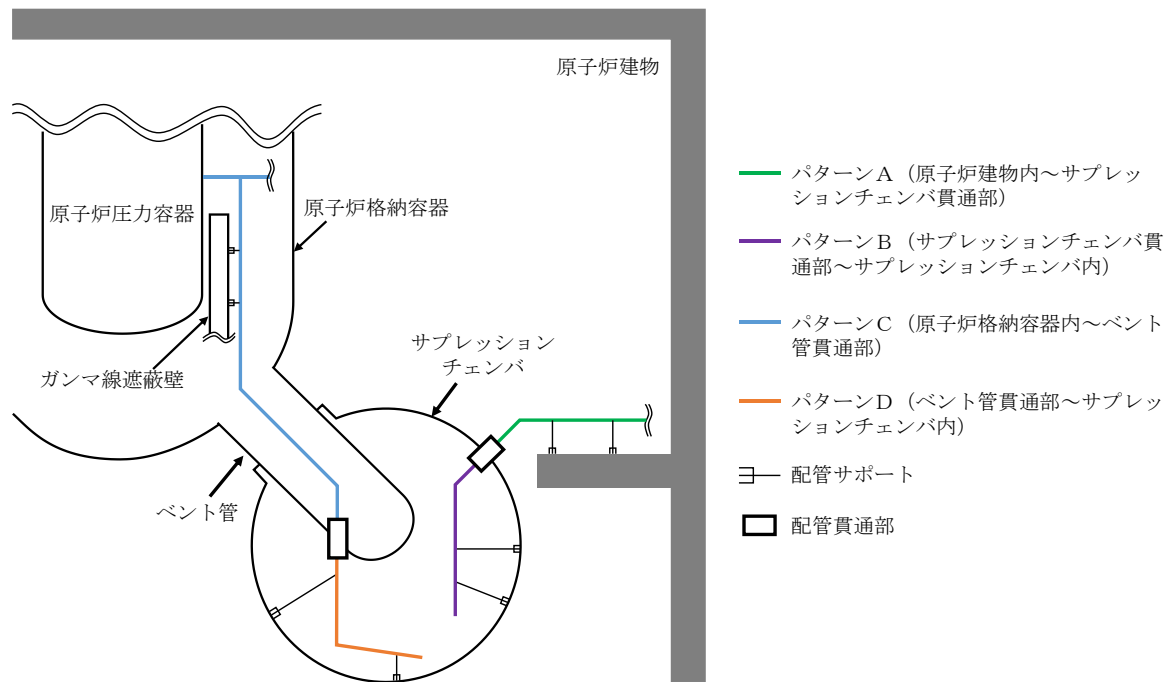 原子炉建物
原子炉圧力容器
原子炉格納容器
ガンマ線遮蔽壁
サプレッション
チェンバ
ベント管
パターンA（原子炉建物内～サプレッ
ションチェンバ貫通部）
パターンB（サプレッションチェンバ貫
通部～サプレッションチェンバ内）
パターンC（原子炉格納容器内～ベント
管貫通部）
パターンD（ベント管貫通部～サプレッ
ションチェンバ内）
配管サポート
配管貫通部